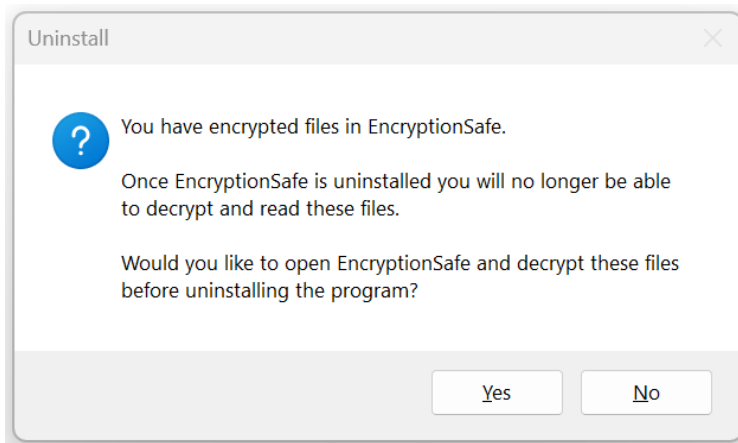 Uninstall
?
You have encrypted files in EncryptionSafe.
Once EncryptionSafe is uninstalled you will no longer be able
to decrypt and read these files.
Would you like to open EncryptionSafe and decrypt these files
before uninstalling the program?
Yes
No